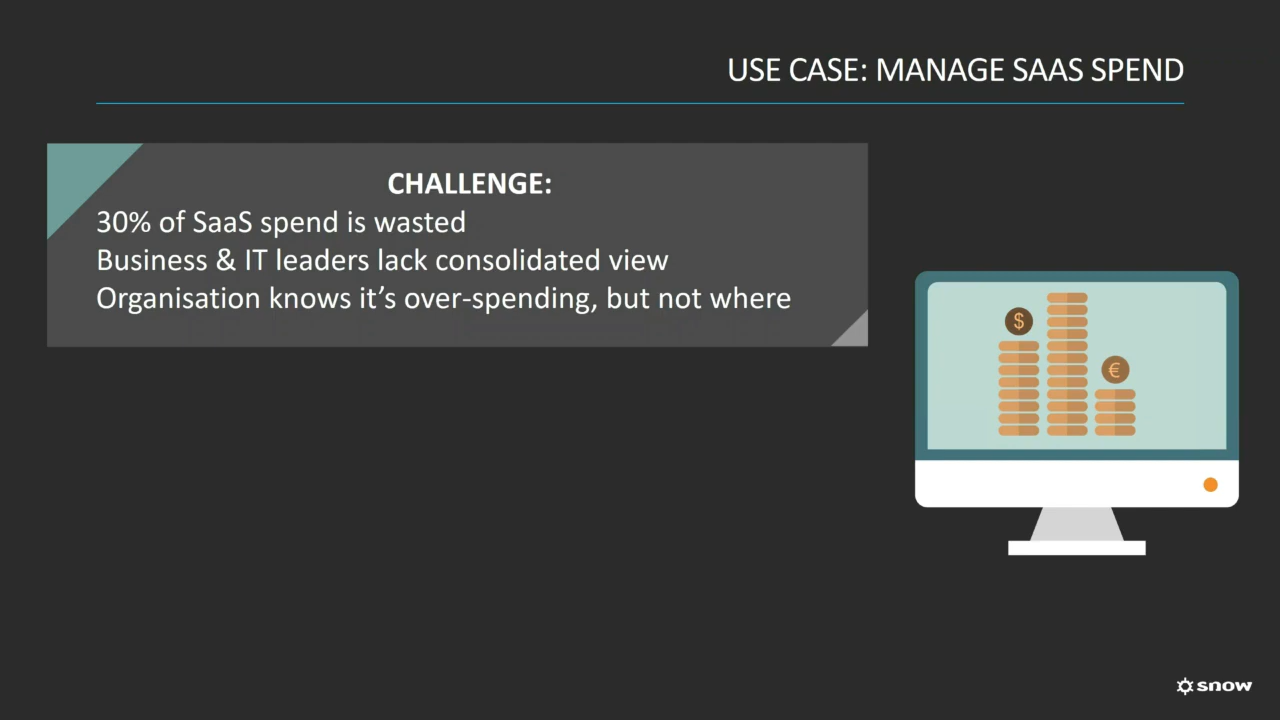 USE CASE: MANAGE SAAS SPEND
CHALLENGE:
30% of SaaS spend is wasted
Business & IT leaders lack consolidated view
Organisation knows it’s over-spending, but not where
$
€
snow